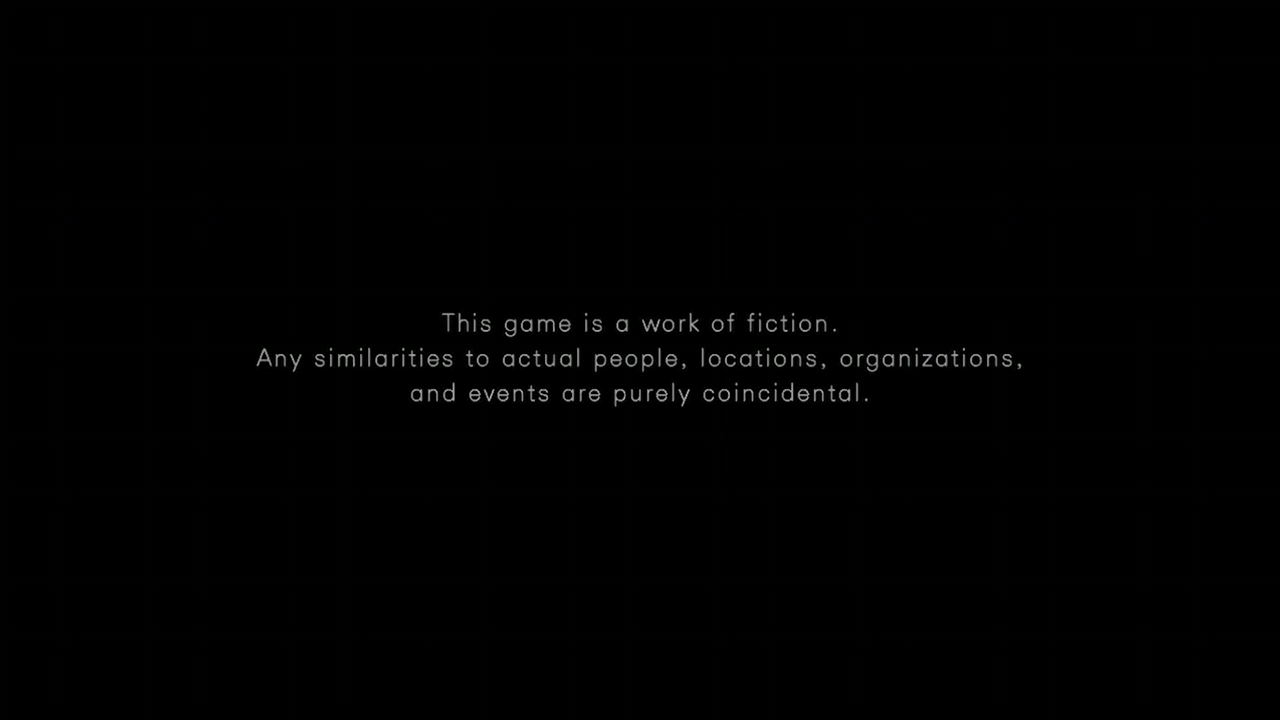 This game is a work of fiction.
Any similarities to actual people, locations, organizations,
and events are purely coincidental.